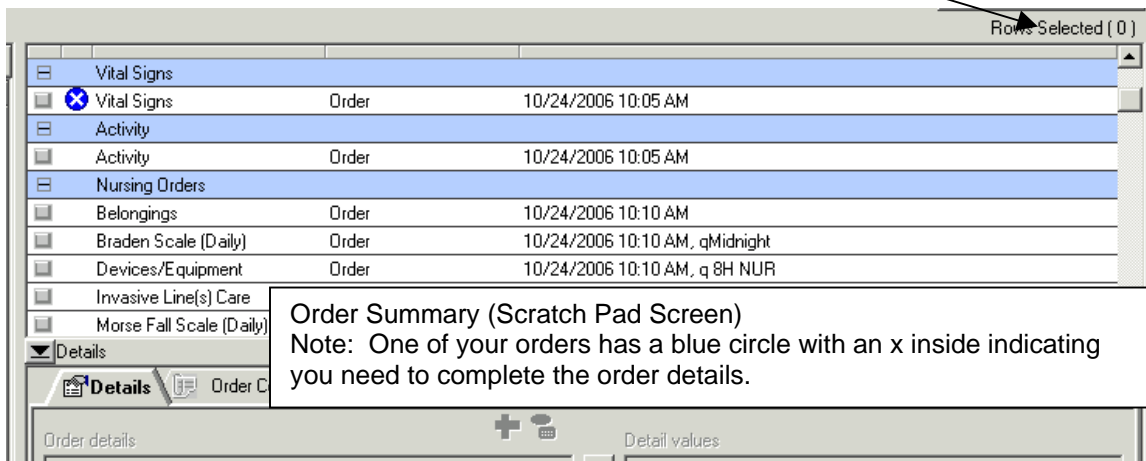 Rows Selected ( 0 )
Vital Signs
Vital Signs Order 10/24/2006 10:05 AM
Activity
Activity Order 10/24/2006 10:05 AM
Nursing Orders
Belongings Order 10/24/2006 10:10 AM
Braden Scale (Daily) Order 10/24/2006 10:10 AM, qMidnight
Devices/Equipment Order 10/24/2006 10:10 AM, q 8H NUR
Invasive Line(s) Care
Morse Fall Scale (Daily)
Order Summary (Scratch Pad Screen)
Note: One of your orders has a blue circle with an x inside indicating
you need to complete the order details.
Details
Details Order
Order details Detail values